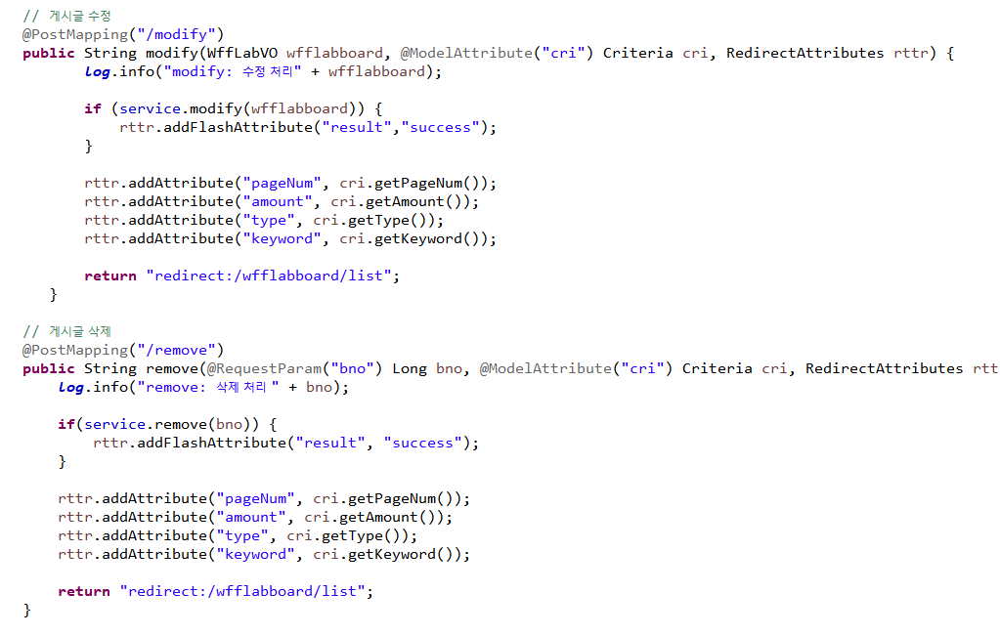 // 게시글 수정
@PostMapping("/modify")
public String modify(WffLabVO wfflabboard, @ModelAttribute("cri") Criteria cri, RedirectAttributes rttr) {
log.info("modify: 수정 처리" + wfflabboard);
if (service.modify(wfflabboard)) {
rttr.addFlashAttribute("result","success");
}
rttr.addAttribute("pageNum", cri.getPageNum());
rttr.addAttribute("amount", cri.getAmount());
rttr.addAttribute("type", cri.getType());
rttr.addAttribute("keyword", cri.getKeyword());
return "redirect:/wfflabboard/list";
}
// 게시글 삭제
@PostMapping("/remove")
public String remove(@RequestParam("bno") Long bno, @ModelAttribute("cri") Criteria cri, RedirectAttributes rtt
log.info("remove: 삭제 처리 " + bno);
if(service.remove(bno)) {
rttr.addFlashAttribute("result", "success");
}
rttr.addAttribute("pageNum", cri.getPageNum());
rttr.addAttribute("amount", cri.getAmount());
rttr.addAttribute("type", cri.getType());
rttr.addAttribute("keyword", cri.getKeyword());
return "redirect:/wfflabboard/list";
}